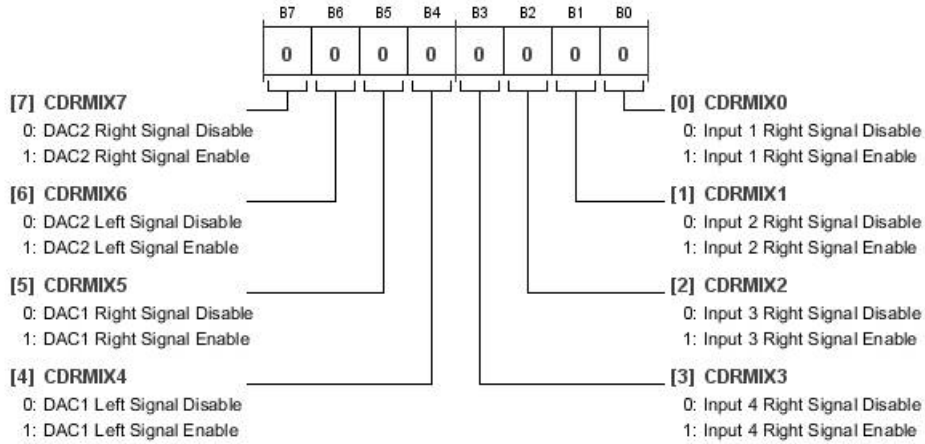 B7 B6 B5 B4 B3 B2 B1 B0
0 0 0 0 0 0 0 0
[7] CDRMIX7
0: DAC2 Right Signal Disable
1: DAC2 Right Signal Enable
[6] CDRMIX6
0: DAC2 Left Signal Disable
1: DAC2 Left Signal Enable
[5] CDRMIX5
0: DAC1 Right Signal Disable
1: DAC1 Right Signal Enable
[4] CDRMIX4
0: DAC1 Left Signal Disable
1: DAC1 Left Signal Enable
[0] CDRMIX0
0: Input 1 Right Signal Disable
1: Input 1 Right Signal Enable
[1] CDRMIX1
0: Input 2 Right Signal Disable
1: Input 2 Right Signal Enable
[2] CDRMIX2
0: Input 3 Right Signal Disable
1: Input 3 Right Signal Enable
[3] CDRMIX3
0: Input 4 Right Signal Disable
1: Input 4 Right Signal Enable